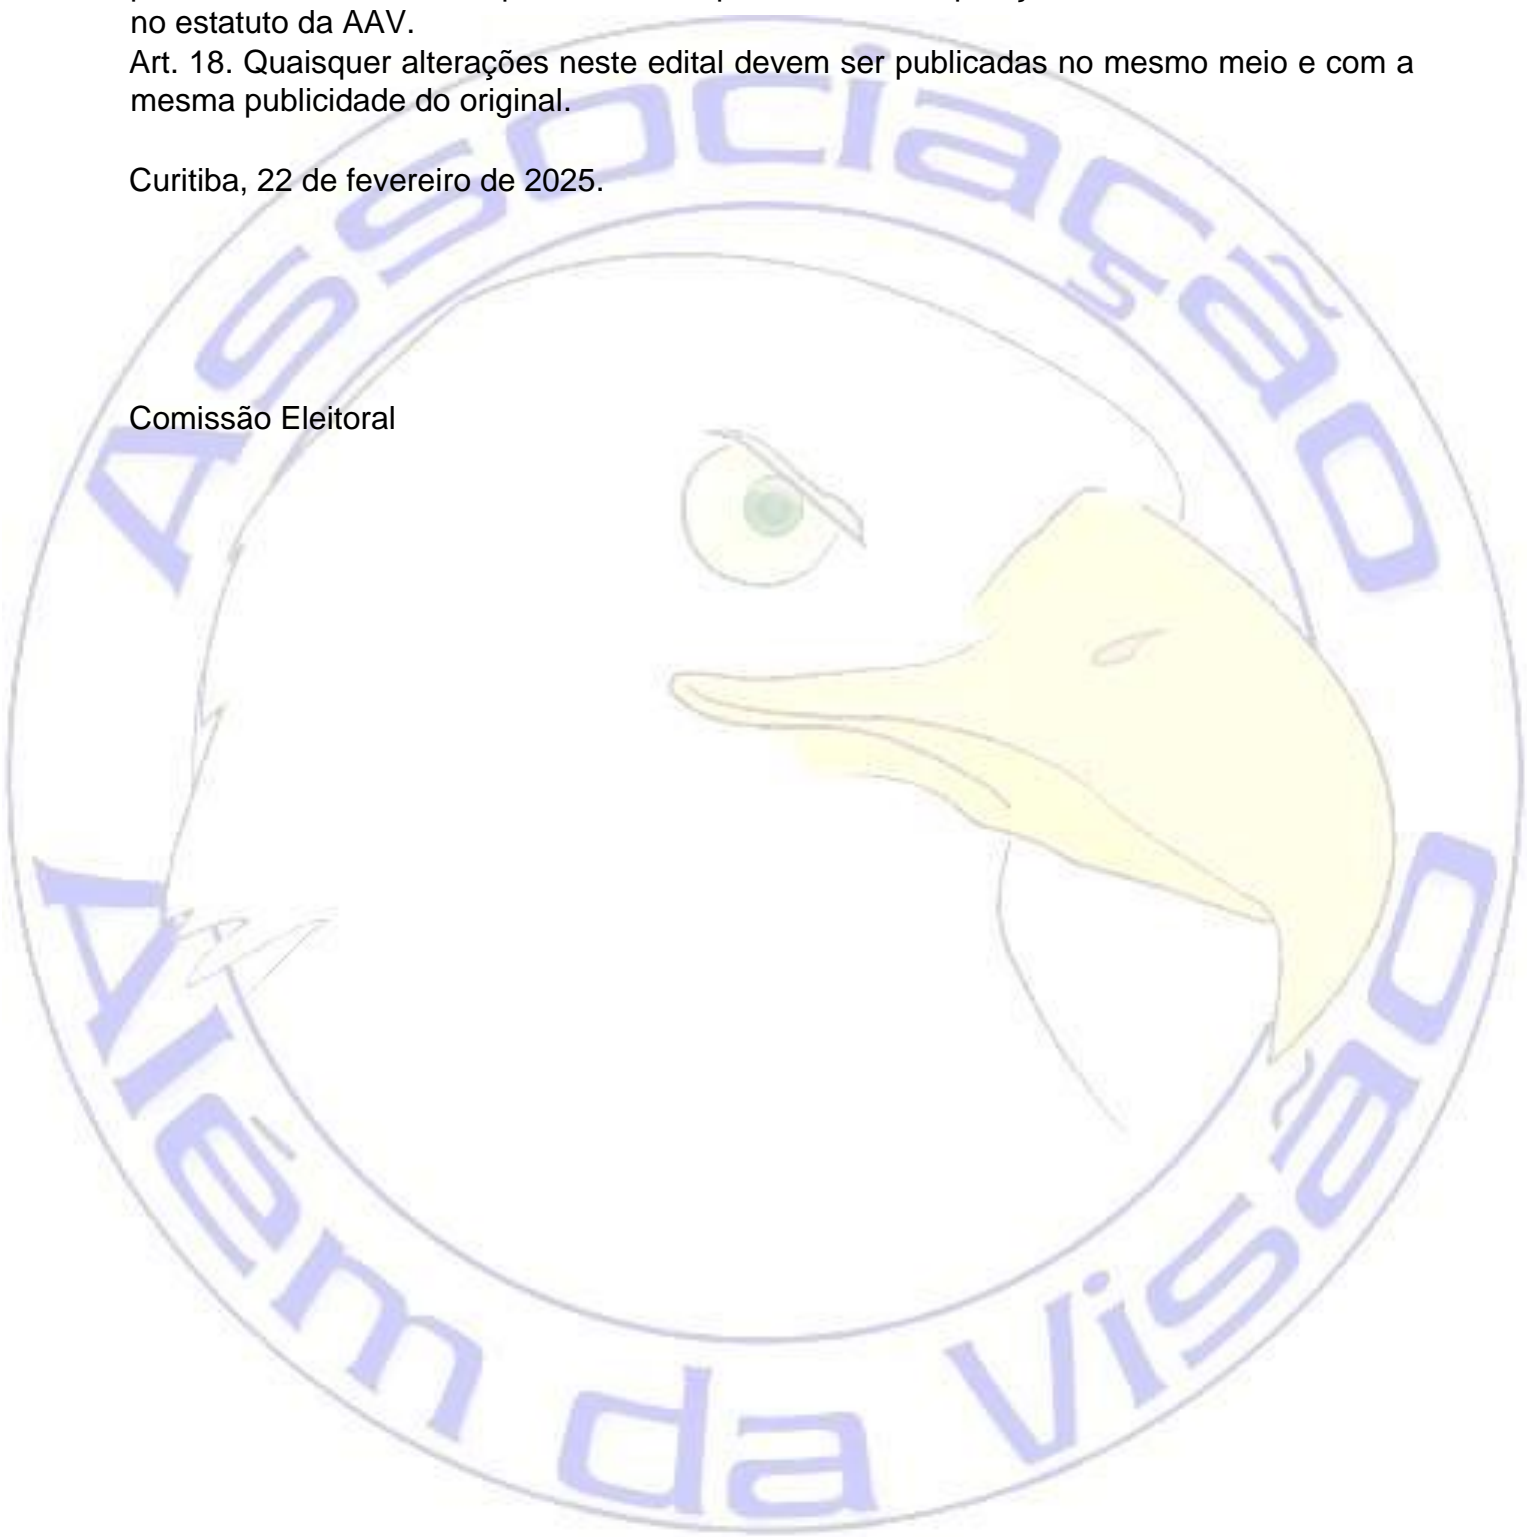 no estatuto da AAV.
Art. 18. Quaisquer alterações neste edital devem ser publicadas no mesmo meio e com a
mesma publicidade do original.
Curitiba, 22 de fevereiro de 2025.
Comissão Eleitoral
Associação
Além da Visão